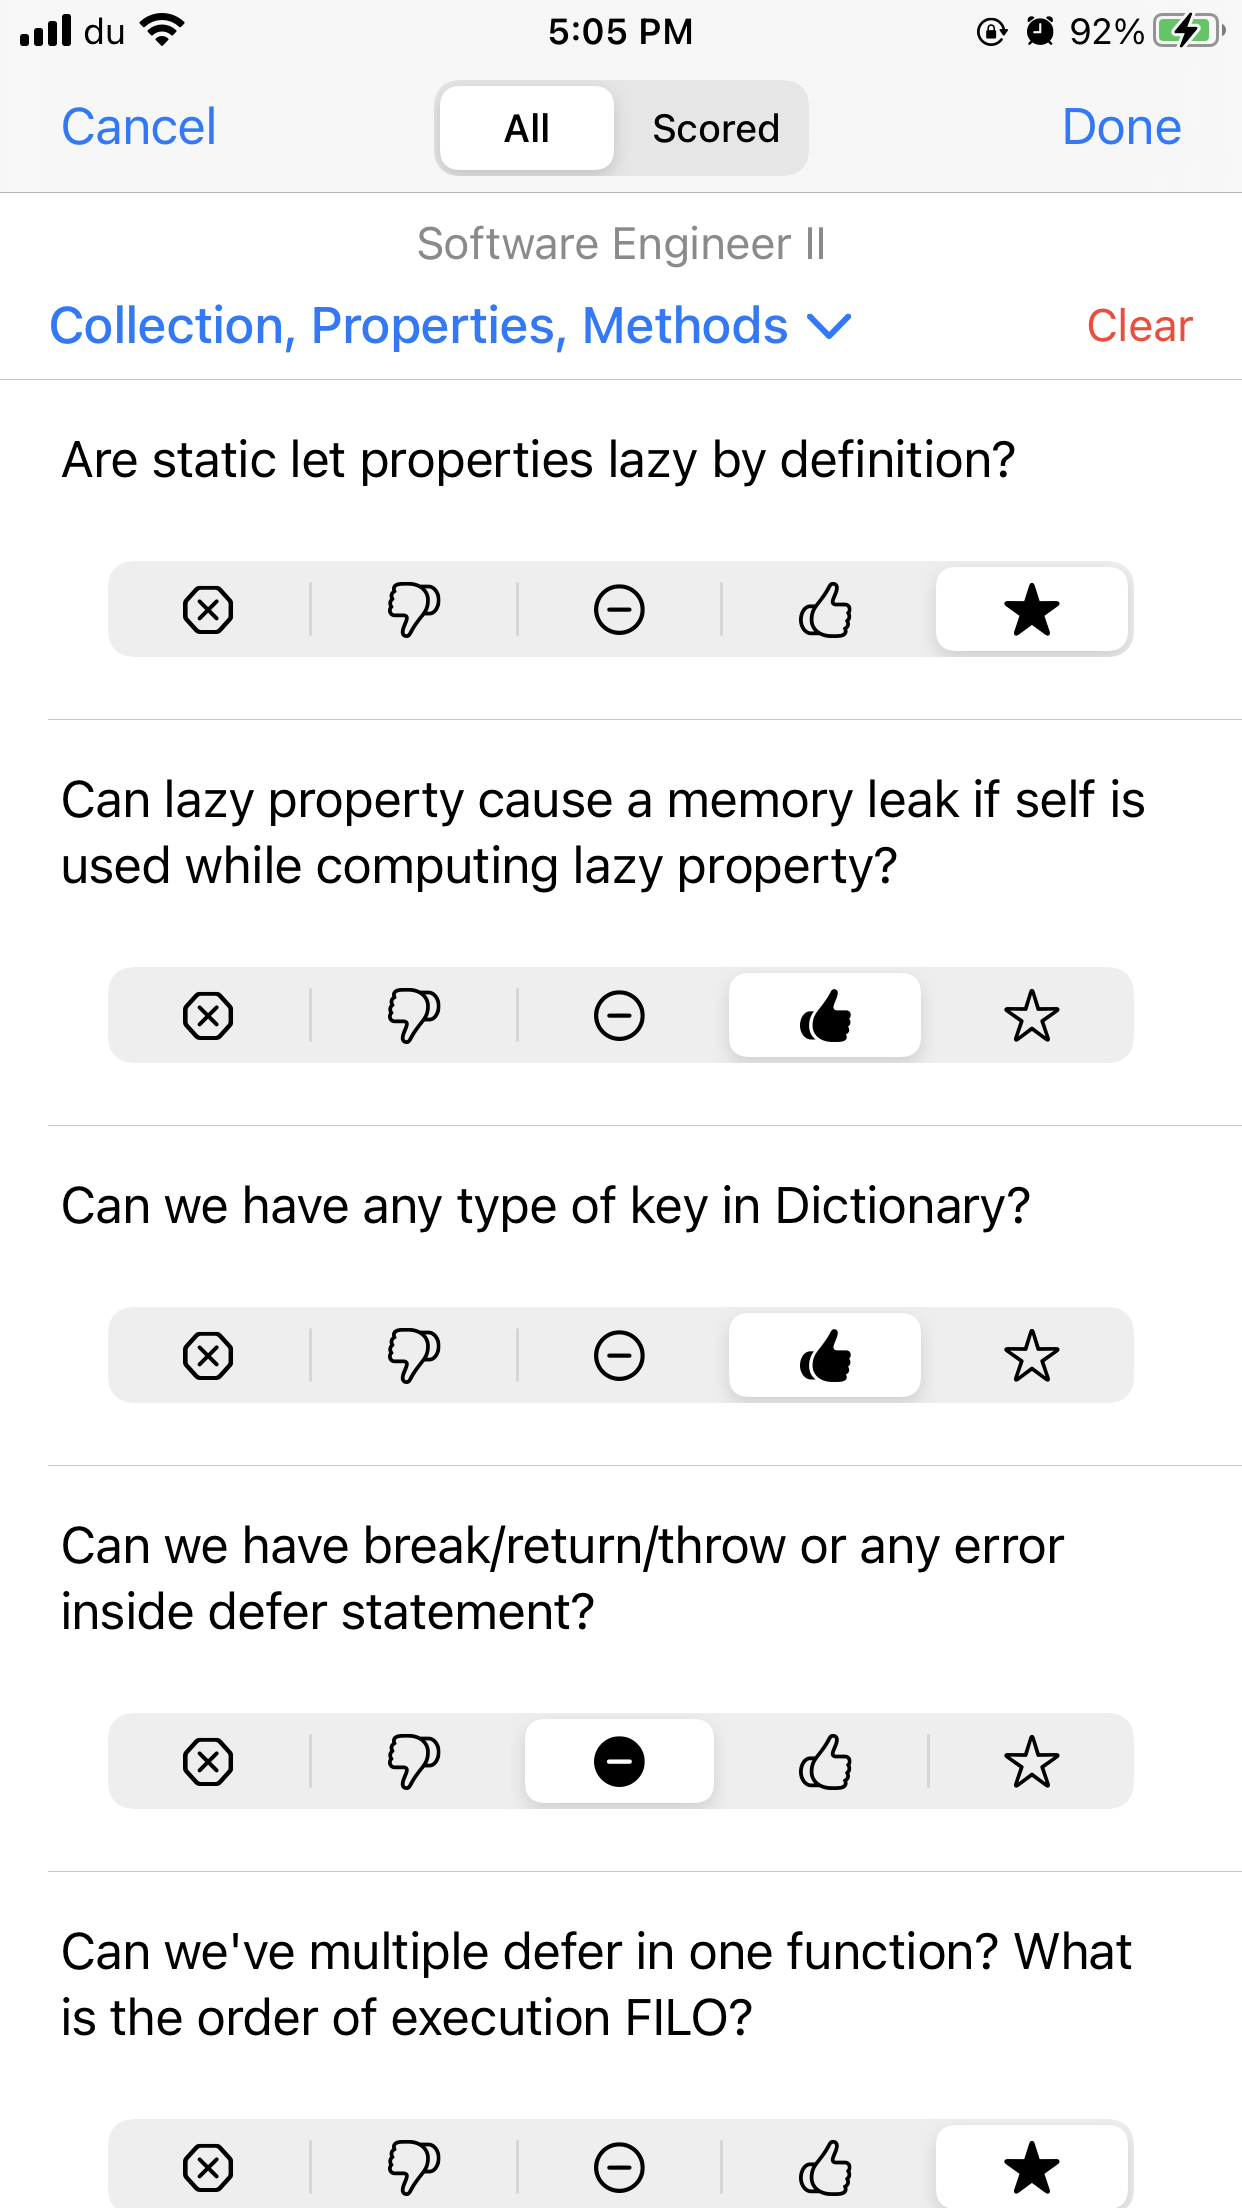 du 5:05 PM 92%
Cancel All Scored Done
Software Engineer II
Collection, Properties, Methods Clear
Are static let properties lazy by definition?
Can lazy property cause a memory leak if self is
used while computing lazy property?
Can we have any type of key in Dictionary?
Can we have break/return/throw or any error
inside defer statement?
Can we've multiple defer in one function? What
is the order of execution FILO?